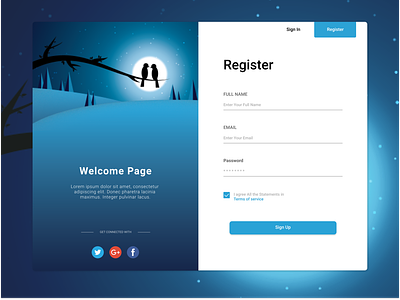 Sign In
Register
Register
FULL NAME
Enter Your Full Name
EMAIL
Enter Your Email
Password
********
I agree All the Statements in
Terms of service
Sign Up
Welcome Page
Lorem ipsum dolor sit amet, consectetur
adipiscing elit. Donec pharetra lacinia
magna. Integer pulvinar lacus.
GET CONNECTED WITH
G+
f